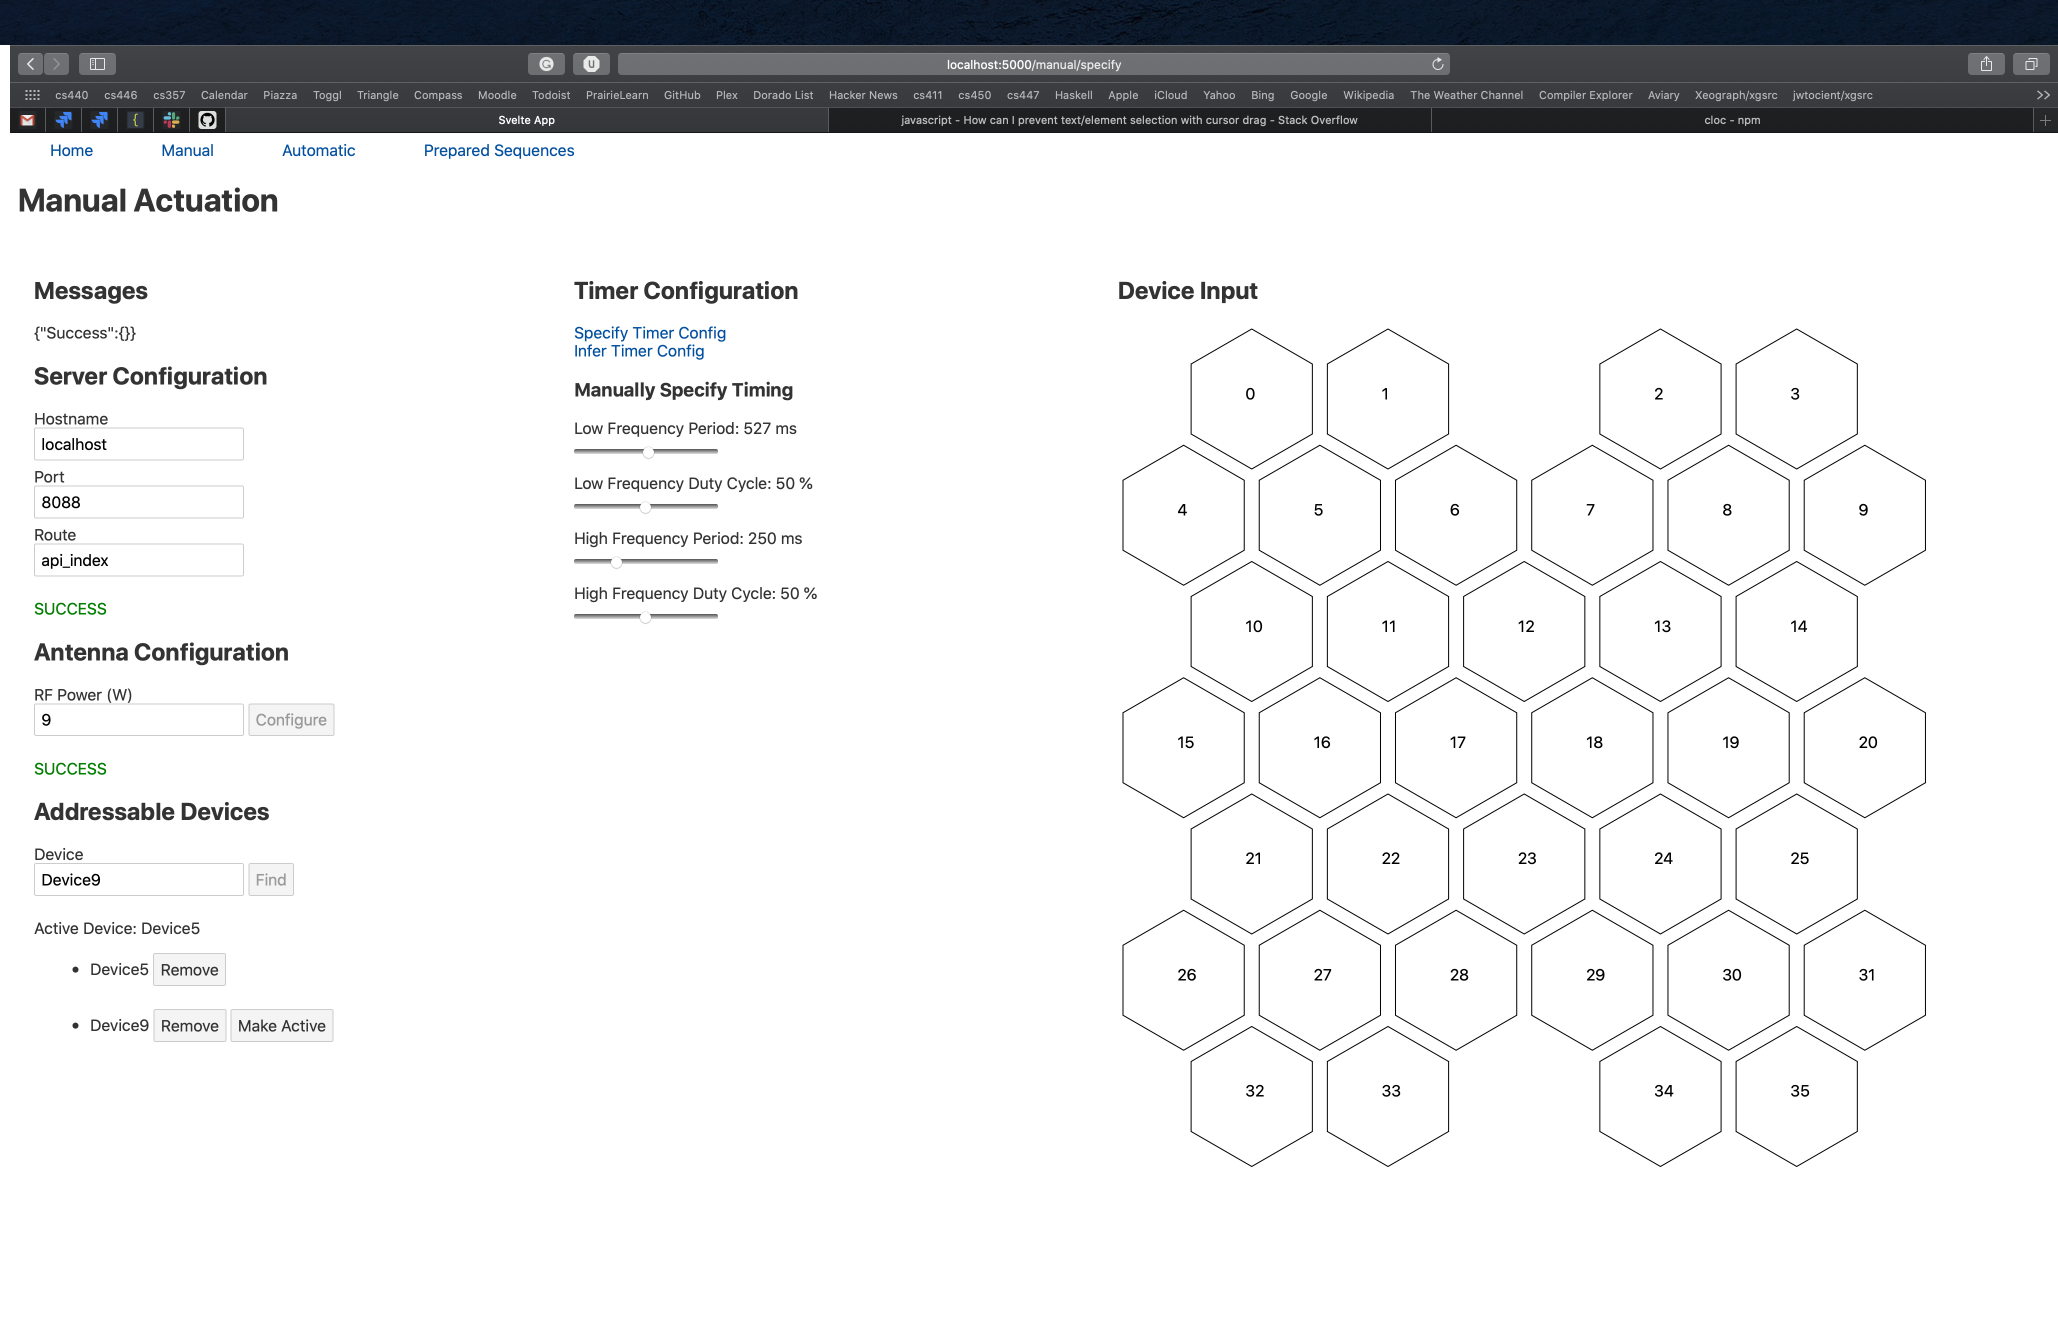 localhost:5000/manual/specify
cs440 cs446 cs357 Calendar Piazza Toggl Triangle Compass Moodle Todoist PrairieLearn GitHub Plex Dorado List Hacker News cs411 cs450 cs447 Haskell Apple iCloud Yahoo Bing Google Wikipedia The Weather Channel Compiler Explorer Aviary Xeograph/xgsrc jwtocient/xgsrc
Svelte App
javascript - How can I prevent text/element selection with cursor drag - Stack Overflow
cloc - npm
Home Manual Automatic Prepared Sequences
Manual Actuation
Messages
{"Success":{}}
Server Configuration
Hostname
localhost
Port
8088
Route
api_index
SUCCESS
Antenna Configuration
RF Power (W)
9 Configure
SUCCESS
Addressable Devices
Device
Device9 Find
Active Device: Device5
• Device5 Remove
• Device9 Remove Make Active
Timer Configuration
Specify Timer Config
Infer Timer Config
Manually Specify Timing
Low Frequency Period: 527 ms
Low Frequency Duty Cycle: 50 %
High Frequency Period: 250 ms
High Frequency Duty Cycle: 50 %
Device Input
0 1 2 3
4 5 6 7 8 9
10 11 12 13 14
15 16 17 18 19 20
21 22 23 24 25
26 27 28 29 30 31
32 33 34 35